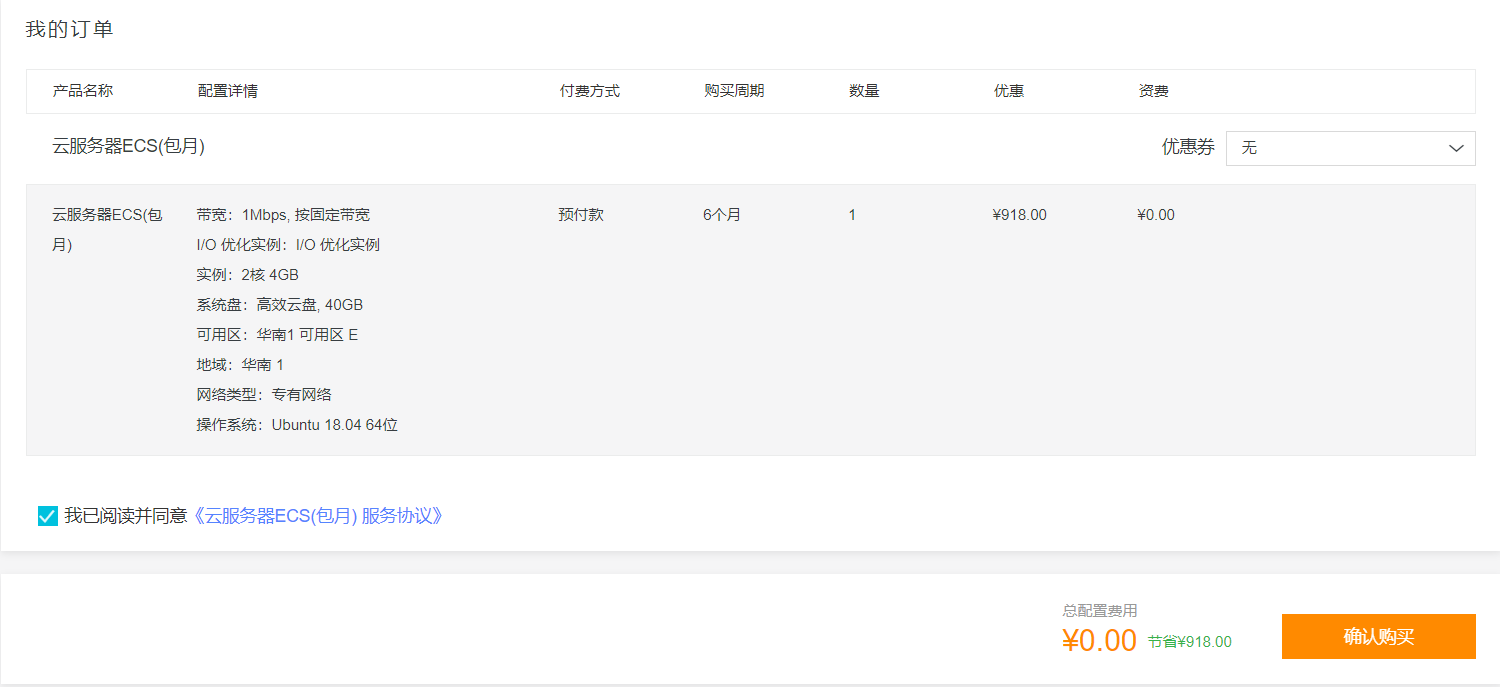 我的订单
产品名称 配置详情 付费方式 购买周期 数量 优惠 资费
云服务器ECS(包月) 优惠券 无
云服务器ECS(包月) 带宽：1Mbps, 按固定带宽 预付款 6个月 1 ¥918.00 ¥0.00
I/O 优化实例：I/O 优化实例
实例：2核 4GB
系统盘：高效云盘, 40GB
可用区：华南1 可用区 E
地域：华南 1
网络类型：专有网络
操作系统：Ubuntu 18.04 64位
我已阅读并同意《云服务器ECS(包月) 服务协议》
总配置费用
¥0.00 节省¥918.00 确认购买